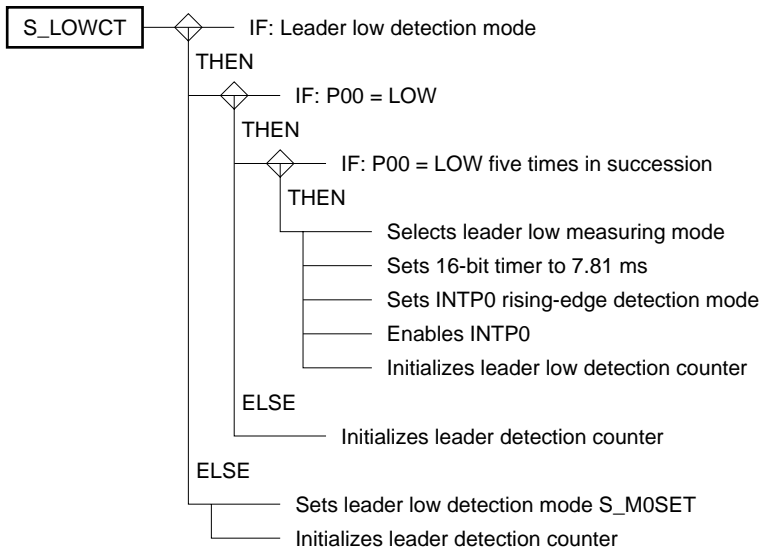 S_LOWCT IF: Leader low detection mode
THEN
IF: P00 = LOW
THEN
IF: P00 = LOW five times in succession
THEN
Selects leader low measuring mode
Sets 16-bit timer to 7.81 ms
Sets INTP0 rising-edge detection mode
Enables INTP0
Initializes leader low detection counter
ELSE
Initializes leader detection counter
ELSE
Sets leader low detection mode S_M0SET
Initializes leader detection counter